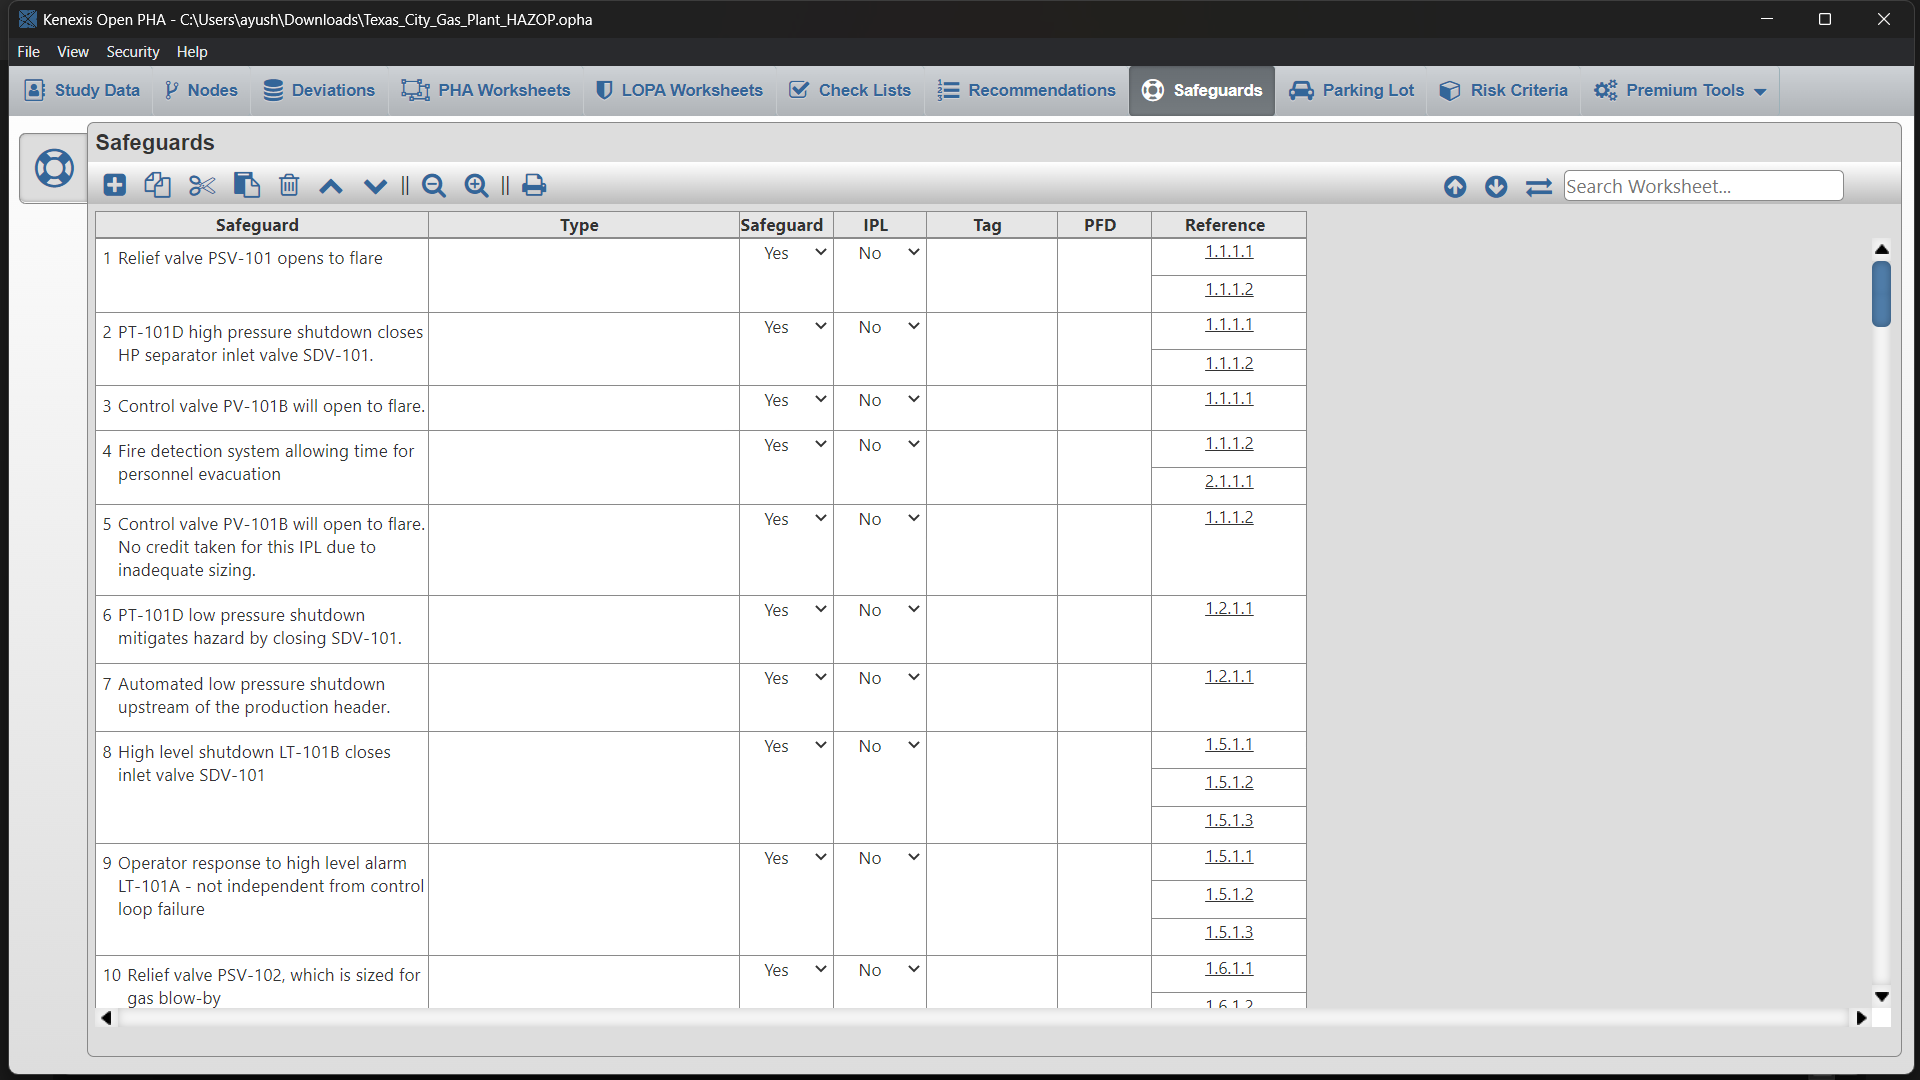 Kenexis Open PHA - C:\Users\ayush\Downloads\Texas_City_Gas_Plant_HAZOP.opha
File View Security Help
Study Data Nodes Deviations PHA Worksheets LOPA Worksheets Check Lists Recommendations Safeguards Parking Lot Risk Criteria Premium Tools
Safeguards
Search Worksheet...
Safeguard Type Safeguard IPL Tag PFD Reference
1 Relief valve PSV-101 opens to flare Yes No 1.1.1.1
1.1.1.2
2 PT-101D high pressure shutdown closes Yes No 1.1.1.1
HP separator inlet valve SDV-101.
1.1.1.2
3 Control valve PV-101B will open to flare. Yes No 1.1.1.1
4 Fire detection system allowing time for Yes No 1.1.1.2
personnel evacuation
2.1.1.1
5 Control valve PV-101B will open to flare. Yes No 1.1.1.2
No credit taken for this IPL due to
inadequate sizing.
6 PT-101D low pressure shutdown Yes No 1.2.1.1
mitigates hazard by closing SDV-101.
7 Automated low pressure shutdown Yes No 1.2.1.1
upstream of the production header.
8 High level shutdown LT-101B closes Yes No 1.5.1.1
inlet valve SDV-101
1.5.1.2
1.5.1.3
9 Operator response to high level alarm Yes No 1.5.1.1
LT-101A - not independent from control
1.5.1.2
loop failure
1.5.1.3
10 Relief valve PSV-102, which is sized for Yes No 1.6.1.1
gas blow-by
1.6.1.2